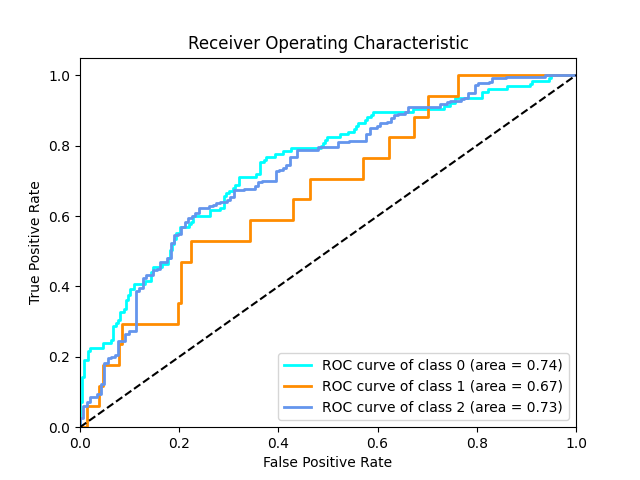 Receiver Operating Characteristic
1.0
0.8
0.6
0.4
0.2
0.0
True Positive Rate
ROC curve of class 0 (area = 0.74)
ROC curve of class 1 (area = 0.67)
ROC curve of class 2 (area = 0.73)
0.0 0.2 0.4 0.6 0.8 1.0
False Positive Rate